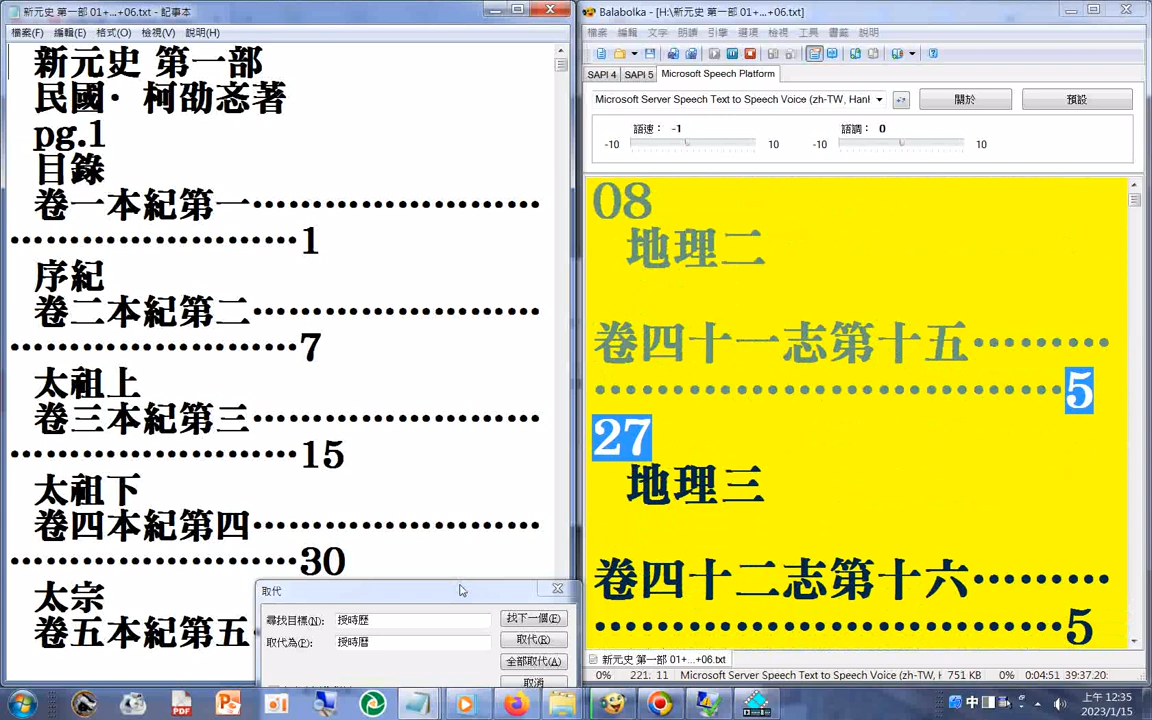 新元史 第一部 01+...+06.txt - 記事本
檔案(F) 編輯(E) 格式(O) 檢視(V) 說明(H)
新元史 第一部
民國· 柯劭忞著
pg.1
目錄
卷一本紀第一························
························1
序紀
卷二本紀第二························
························7
太祖上
卷三本紀第三························
························15
太祖下
卷四本紀第四························
························30
太宗
卷五本紀第五
取代
尋找目標(N): 授時歷
找下一個(F)
取代為(P): 授時曆
取代(R)
全部取代(A)
取消
Balabolka - [H:\新元史 第一部 01+...+06.txt]
檔案 編輯 文字 朗讀 引擎 選項 檢視 工具 書籤 說明
SAPI 4 SAPI 5 Microsoft Speech Platform
Microsoft Server Speech Text to Speech Voice (zh-TW, HanH
關於 預設
語速: -1 語調: 0
-10 10 -10 10
08
地理二
卷四十一志第十五·········
······························5
27
地理三
卷四十二志第十六·········
······························5
新元史 第一部 01+...+06.txt
0% 221: 11 Microsoft Server Speech Text to Speech Voice (zh-TW, H 751 KB 0% 0:04:51 39:37:20
中
上午 12:35
2023/1/15